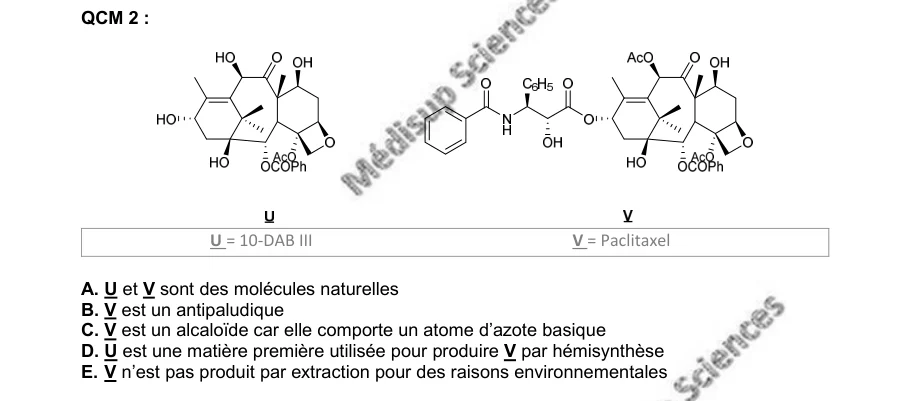 QCM 2 :
HO O OH
HO
HO AcO O
OCOPh
AcO O OH
O C₆H₅ O
N
H
OH
O
HO AcO O
OCOPh
U V
U = 10-DAB III V = Paclitaxel
A. U et V sont des molécules naturelles
B. V est un antipaludique
C. V est un alcaloïde car elle comporte un atome d'azote basique
D. U est une matière première utilisée pour produire V par hémisynthèse
E. V n'est pas produit par extraction pour des raisons environnementales
Médisup Sciences
Sciences